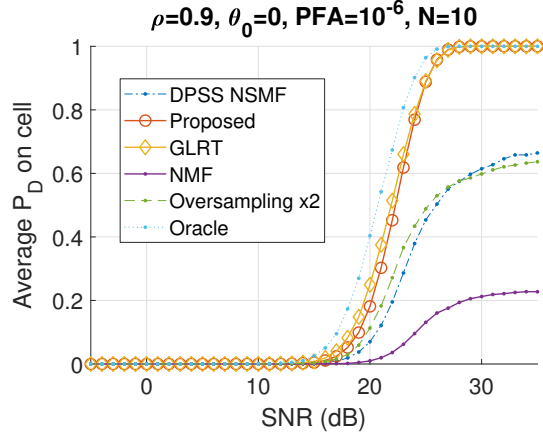 ρ=0.9, θ₀=0, PFA=10⁻⁶, N=10
Average P_D on cell
1
0.8
0.6
0.4
0.2
0
DPSS NSMF
Proposed
GLRT
NMF
Oversampling x2
Oracle
0 10 20 30
SNR (dB)